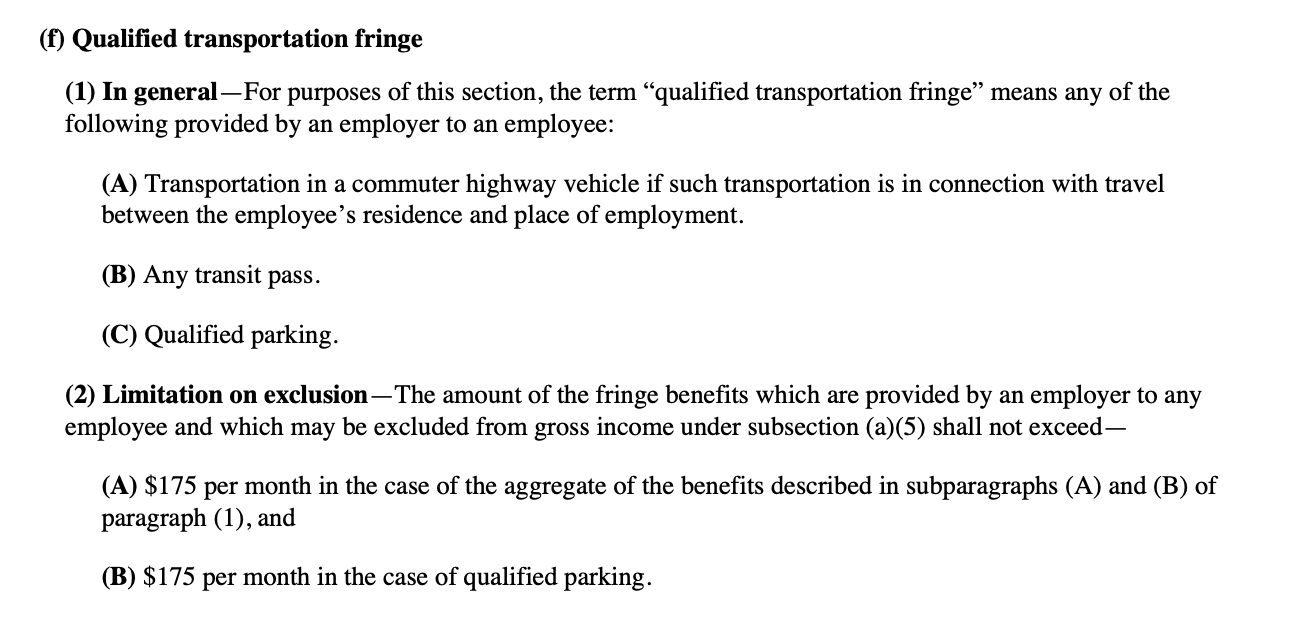 (f) Qualified transportation fringe
(1) In general—For purposes of this section, the term “qualified transportation fringe” means any of the
following provided by an employer to an employee:
(A) Transportation in a commuter highway vehicle if such transportation is in connection with travel
between the employee’s residence and place of employment.
(B) Any transit pass.
(C) Qualified parking.
(2) Limitation on exclusion—The amount of the fringe benefits which are provided by an employer to any
employee and which may be excluded from gross income under subsection (a)(5) shall not exceed—
(A) $175 per month in the case of the aggregate of the benefits described in subparagraphs (A) and (B) of
paragraph (1), and
(B) $175 per month in the case of qualified parking.